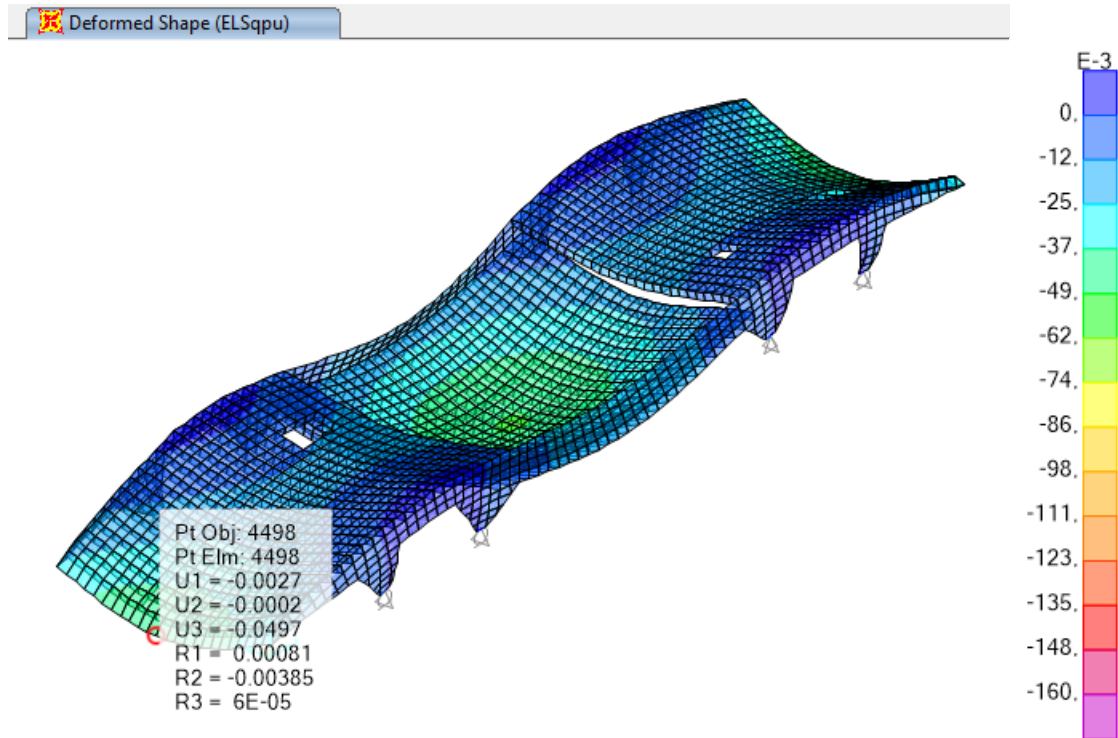 Deformed Shape (ELSqpu)
E-3
0.
-12.
-25.
-37.
-49.
-62.
-74.
-86.
-98.
-111.
-123.
-135.
-148.
-160.
Pt Obj: 4498
Pt Elm: 4498
U1 = -0.0027
U2 = -0.0002
U3 = -0.0497
R1 = 0.00081
R2 = -0.00385
R3 = 6E-05